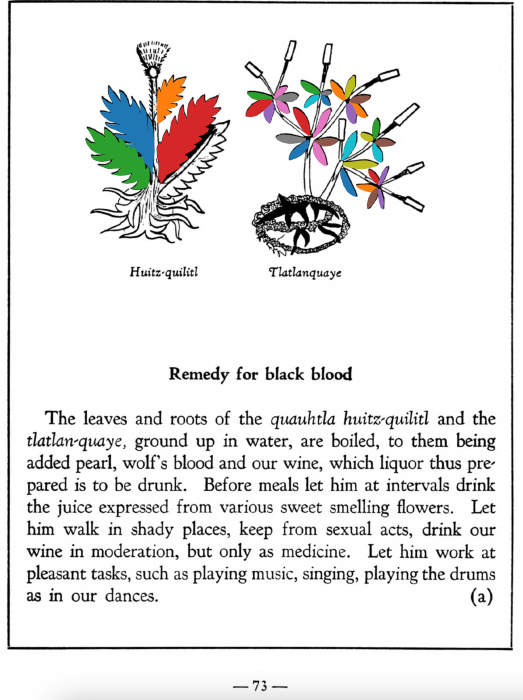 Huitz-quilitl
Tlatlanquaye
Remedy for black blood
The leaves and roots of the quauhtla huitz-quilitl and the
tlatlan-quaye, ground up in water, are boiled, to them being
added pearl, wolf's blood and our wine, which liquor thus pre-
pared is to be drunk. Before meals let him at intervals drink
the juice expressed from various sweet smelling flowers. Let
him walk in shady places, keep from sexual acts, drink our
wine in moderation, but only as medicine. Let him work at
pleasant tasks, such as playing music, singing, playing the drums
as in our dances. (a)
— 73 —